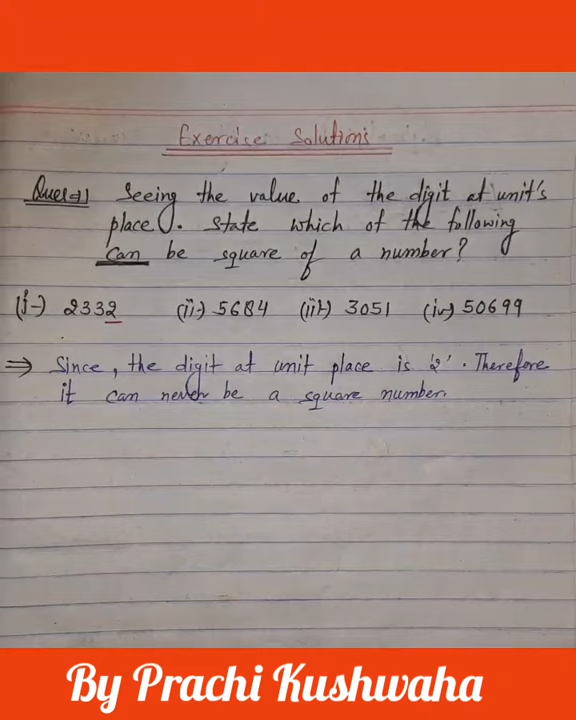 Exercise Solutions
Ques→1 Seeing the value of the digit at unit's
place. State which of the following
can be square of a number?
(i-) 2332 (ii-) 5684 (iii-) 3051 (iv-) 50699
⇒ Since, the digit at unit place is '2'. Therefore
it can never be a square number.
By Prachi Kushwaha